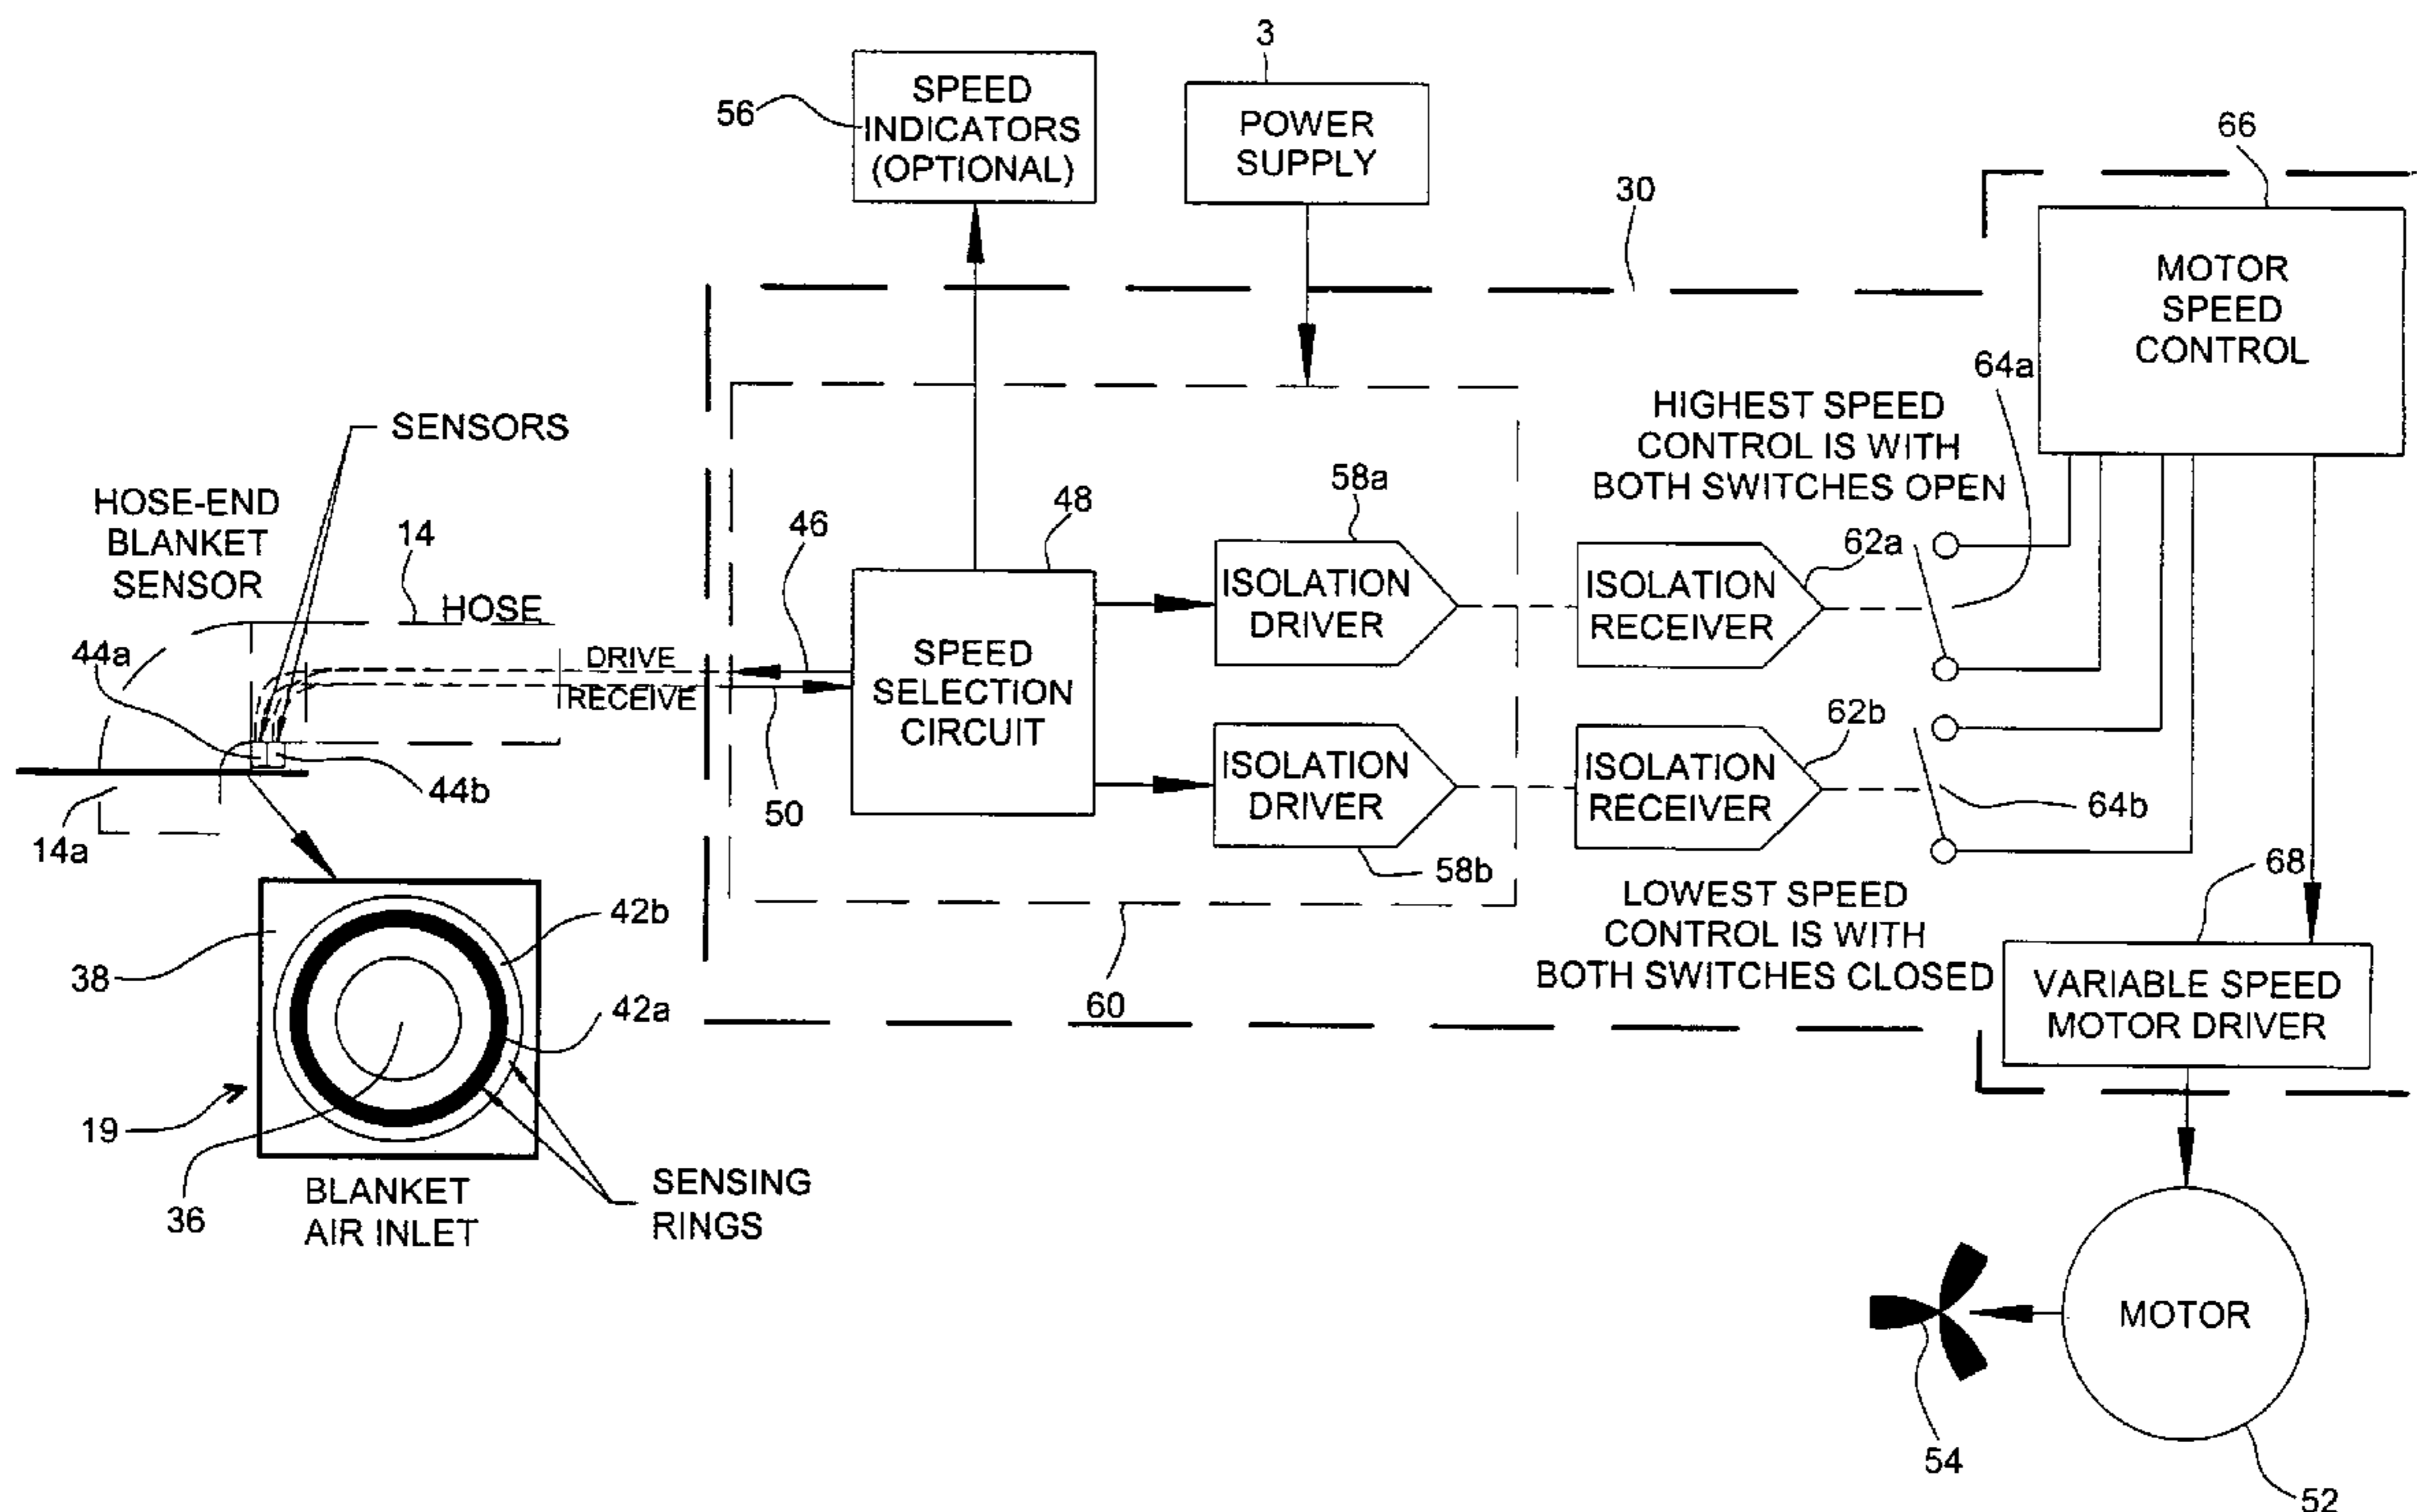 3
SPEED
INDICATORS
(OPTIONAL)
56
POWER
SUPPLY
66
30
MOTOR
SPEED
CONTROL
64a
HIGHEST SPEED
CONTROL IS WITH
BOTH SWITCHES OPEN
SENSORS
HOSE-END
BLANKET
SENSOR
14
HOSE
46
48
58a
ISOLATION
DRIVER
62a
ISOLATION
RECEIVER
44a
DRIVE
RECEIVE
SPEED
SELECTION
CIRCUIT
62b
ISOLATION
DRIVER
ISOLATION
RECEIVER
64b
44b
50
14a
58b
68
LOWEST SPEED
CONTROL IS WITH
BOTH SWITCHES CLOSED
42b
38
42a
60
VARIABLE SPEED
MOTOR DRIVER
19
36
BLANKET
AIR INLET
SENSING
RINGS
MOTOR
54
52